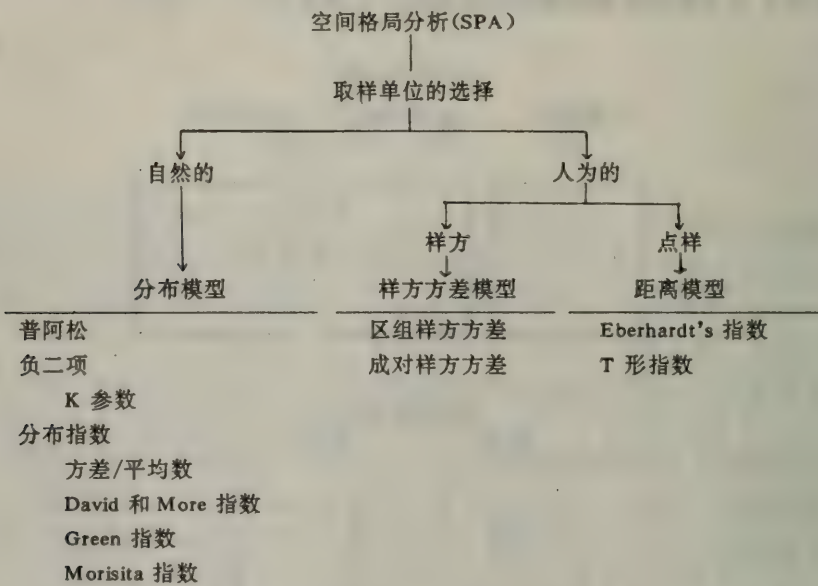 空间格局分析(SPA)
取样单位的选择
自然的
人为的
样方
点样
分布模型
样方方差模型
距离模型
普阿松
负二项
K 参数
分布指数
方差/平均数
David 和 More 指数
Green 指数
Morisita 指数
区组样方方差
成对样方方差
Eberhardt's 指数
T 形指数